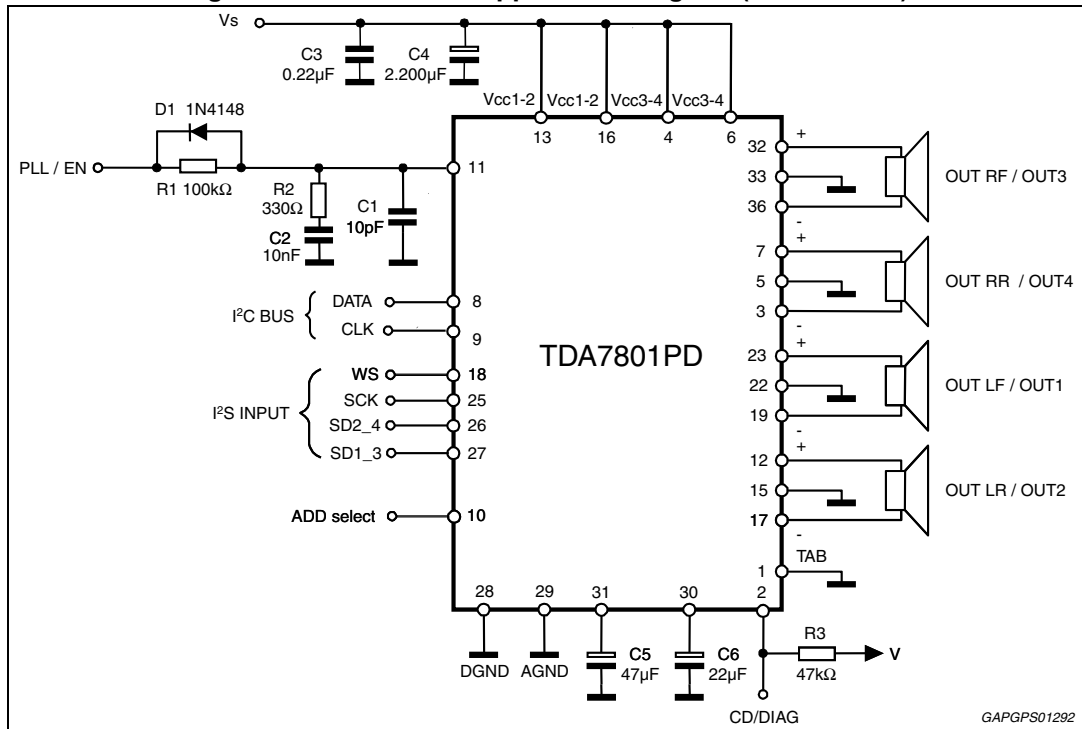 Vs
C3
0.22µF
C4
2.200µF
Vcc1-2 Vcc1-2 Vcc3-4 Vcc3-4
13 16 4 6
D1 1N4148
PLL / EN
R1 100kΩ
R2
330Ω
C2
10nF
C1
10pF
11
I²C BUS
DATA 8
CLK 9
I²S INPUT
WS 18
SCK 25
SD2_4 26
SD1_3 27
ADD select 10
TDA7801PD
32 +
33 OUT RF / OUT3
36
-
+
7
5 OUT RR / OUT4
3
-
+
23
22 OUT LF / OUT1
19
-
+
12
15 OUT LR / OUT2
17
-
TAB
1
28 29 31 30 2
DGND AGND
C5
47µF
C6
22µF
R3
47kΩ
V
CD/DIAG
GAPGPS01292